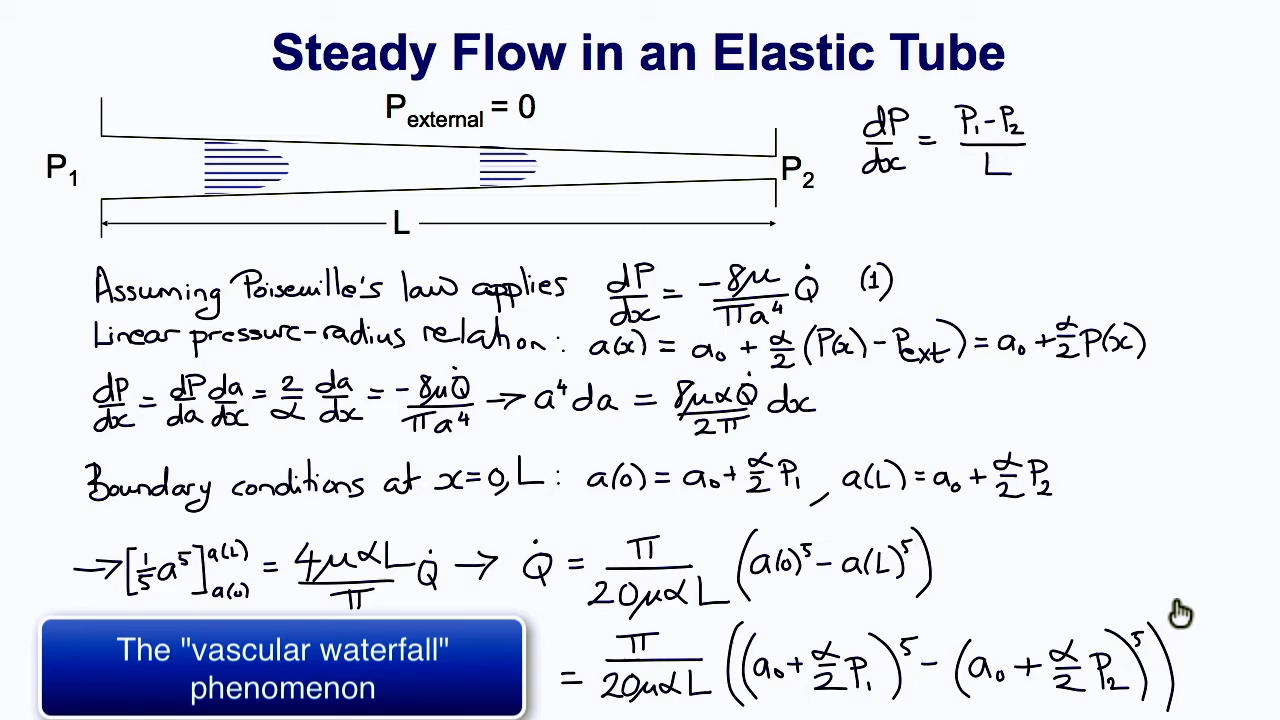 Steady Flow in an Elastic Tube
P_external = 0
P₁
P₂
L
dP/dx = (P₁ - P₂)/L
Assuming Poiseuille's law applies dP/dx = -8μ/(πa⁴) Q̇ (1)
Linear pressure-radius relation: a(x) = a₀ + α/2 (P(x) - P_ext) = a₀ + α/2 P(x)
dP/dx = dP/da da/dx = 2/α da/dx = -8μQ̇/(πa⁴) → a⁴da = 8μαQ̇/(2π) dx
Boundary conditions at x=0, L: a(0) = a₀ + α/2 P₁, a(L) = a₀ + α/2 P₂
→ [1/5 a⁵]_{a(0)}^{a(L)} = 4μαL/π Q̇ → Q̇ = π/(20μαL) (a(0)⁵ - a(L)⁵)
The "vascular waterfall"
phenomenon
= π/(20μαL) ((a₀ + α/2 P₁)⁵ - (a₀ + α/2 P₂)⁵)